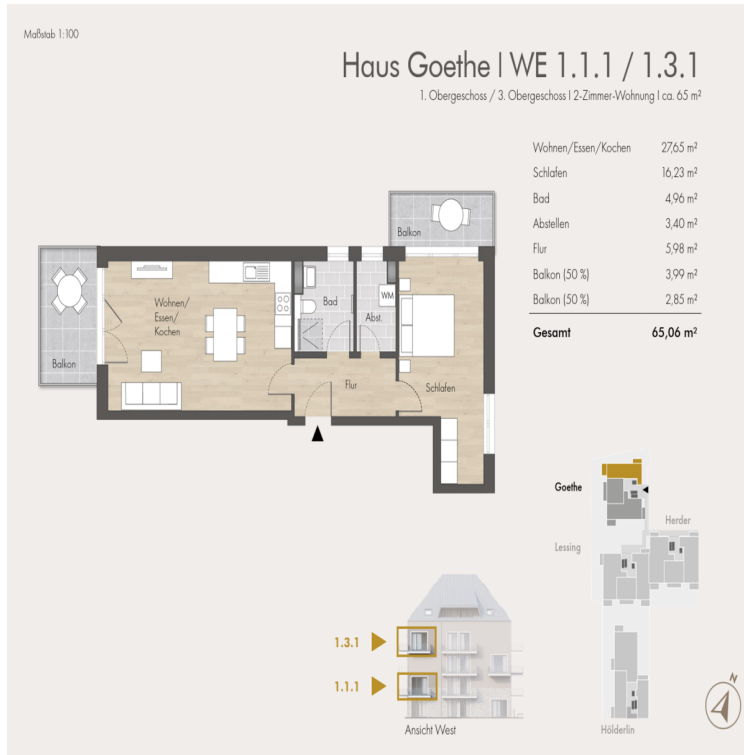 Maßstab 1:100
Haus Goethe | WE 1.1.1 / 1.3.1
1. Obergeschoss / 3. Obergeschoss | 2-Zimmer-Wohnung | ca. 65 m²
Wohnen/Essen/Kochen 27,65 m²
Schlafen 16,23 m²
Bad 4,96 m²
Abstellen 3,40 m²
Flur 5,98 m²
Balkon (50 %) 3,99 m²
Balkon (50 %) 2,85 m²
Gesamt 65,06 m²
Balkon
Wohnen/
Essen/
Kochen
Bad
WM
Abst.
Balkon
Flur
Schlafen
Goethe
Herder
Lessing
Hölderlin
1.3.1
1.1.1
Ansicht West
N